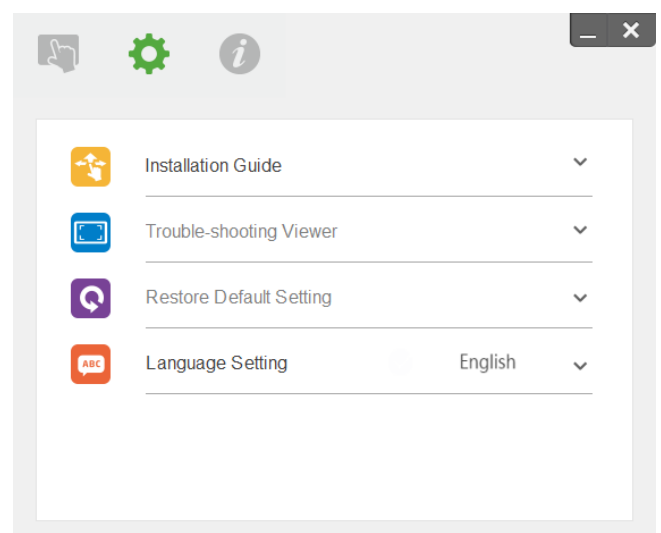 i
Installation Guide
Trouble-shooting Viewer
Restore Default Setting
ABC
Language Setting English